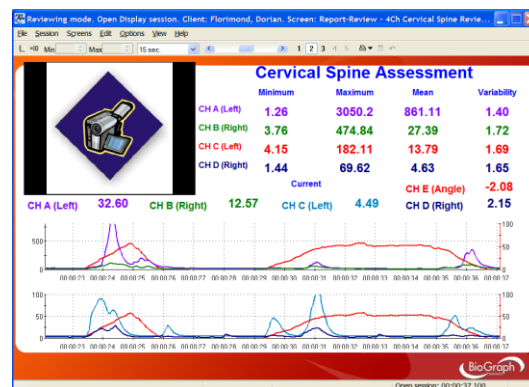 Reviewing mode. Open Display session. Client: Florimond, Dorian. Screen: Report-Review - 4Ch Cervical Spine Revie...
File Session Screens Edit Options View Help
Min Max 15 sec. 1 2 3 4 5
Cervical Spine Assessment
Minimum Maximum Mean Variability
CH A (Left) 1.26 3050.2 861.11 1.40
CH B (Right) 3.76 474.84 27.39 1.72
CH C (Left) 4.15 182.11 13.79 1.69
CH D (Right) 1.44 69.62 4.63 1.65
Current CH E (Angle) -2.08
CH A (Left) 32.60 CH B (Right) 12.57 CH C (Left) 4.49 CH D (Right) 2.15
100
500 50
0 0
00:00:23 00:00:24 00:00:25 00:00:26 00:00:27 00:00:28 00:00:29 00:00:30 00:00:31 00:00:32 00:00:33 00:00:34 00:00:35 00:00:36 00:00:37
100 100
50 50
0 0
00:00:23 00:00:24 00:00:25 00:00:26 00:00:27 00:00:28 00:00:29 00:00:30 00:00:31 00:00:32 00:00:33 00:00:34 00:00:35 00:00:36 00:00:37
BioGraph
Open session: 00:00:37.100